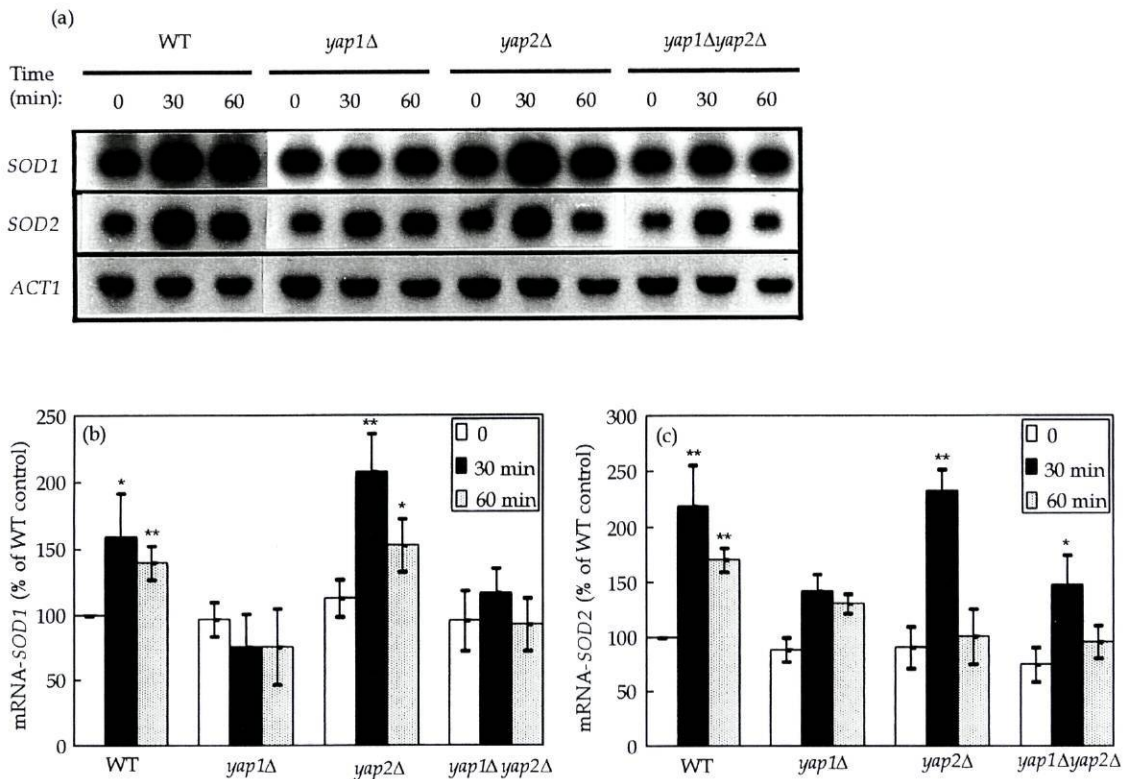 (a)
WT yap1Δ yap2Δ yap1Δyap2Δ
Time
(min): 0 30 60 0 30 60 0 30 60 0 30 60
SOD1
SOD2
ACT1
(b)
mRNA-SOD1 (% of WT control)
250
200
150
100
50
0
* ** ** *
0
30 min
60 min
WT yap1Δ yap2Δ yap1Δ yap2Δ
(c)
mRNA-SOD2 (% of WT control)
300
250
200
150
100
50
0
** ** ** *
0
30 min
60 min
WT yap1Δ yap2Δ yap1Δyap2Δ